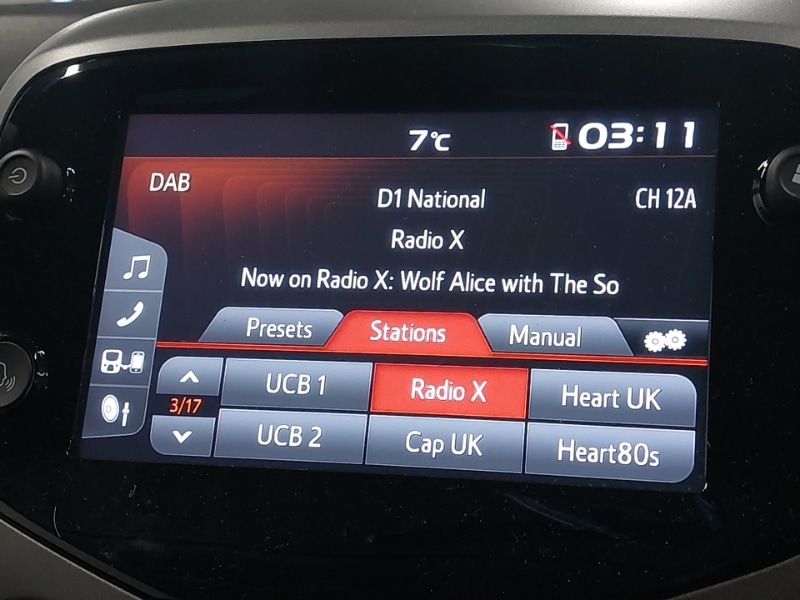 7°C 03:11
DAB
D1 National CH 12A
Radio X
Now on Radio X: Wolf Alice with The So
Presets Stations Manual
UCB 1 Radio X Heart UK
3/17
UCB 2 Cap UK Heart80s